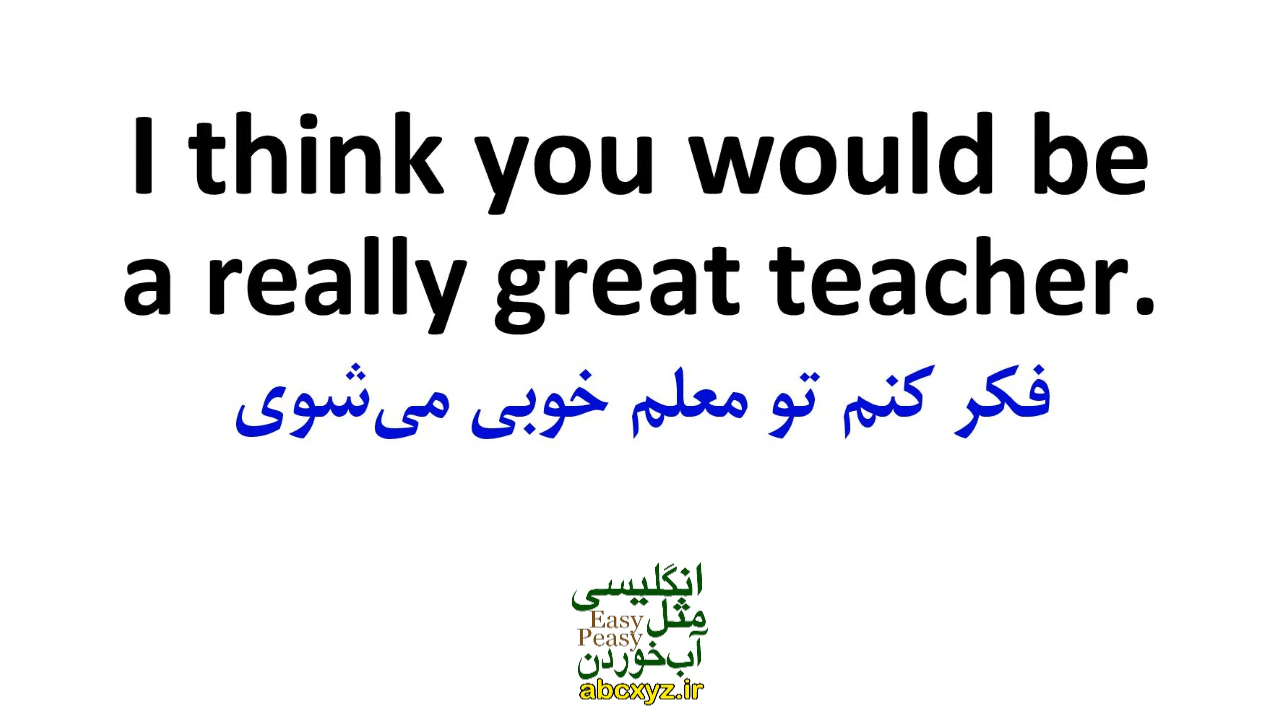 I think you would be
a really great teacher.
فکر کنم تو معلم خوبی می‌شوی
انگلیسی
مثل
Easy
Peasy
آب‌خوردن
abcxyz.ir